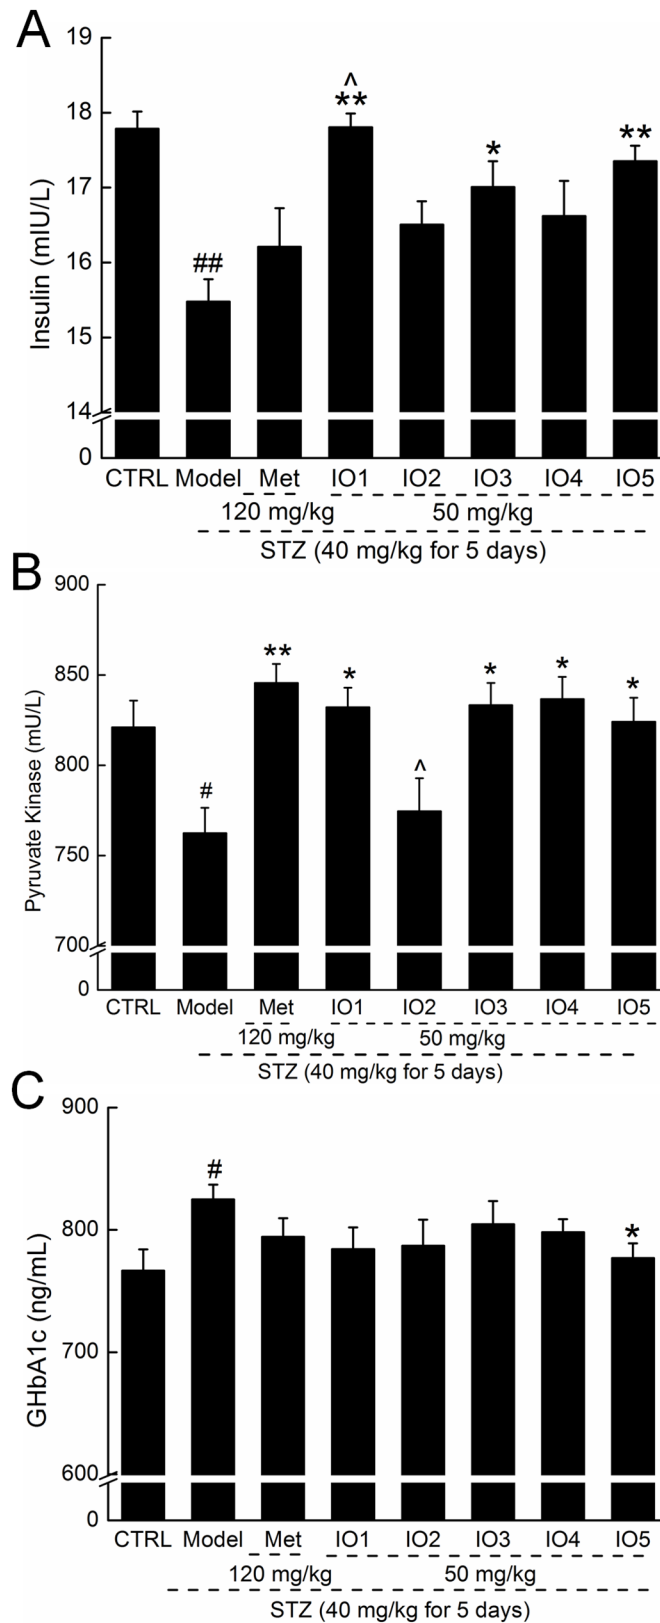 A
19
18
17
16
15
14
0
Insulin (mIU/L)
##
^
**
*
**
CTRL Model Met IO1 IO2 IO3 IO4 IO5
120 mg/kg 50 mg/kg
STZ (40 mg/kg for 5 days)
B
900
850
800
750
700
0
Pyruvate Kinase (mU/L)
#
**
*
^
*
*
*
CTRL Model Met IO1 IO2 IO3 IO4 IO5
120 mg/kg 50 mg/kg
STZ (40 mg/kg for 5 days)
C
900
800
700
600
0
GHbA1c (ng/mL)
#
*
CTRL Model Met IO1 IO2 IO3 IO4 IO5
120 mg/kg 50 mg/kg
STZ (40 mg/kg for 5 days)